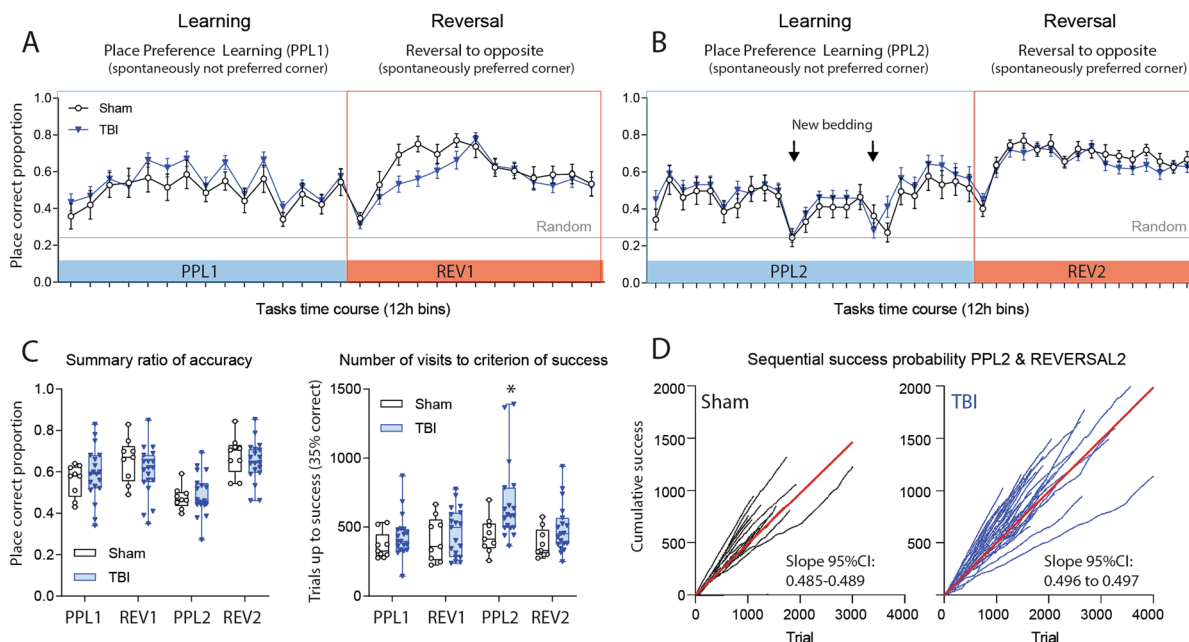 A
Learning
Reversal
Place Preference Learning (PPL1)
(spontaneously not preferred corner)
Reversal to opposite
(spontaneously preferred corner)
Place correct proportion
1.0
0.8
0.6
0.4
0.2
0.0
Sham
TBI
Random
PPL1
REV1
Tasks time course (12h bins)
B
Learning
Reversal
Place Preference Learning (PPL2)
(spontaneously not preferred corner)
Reversal to opposite
(spontaneously preferred corner)
1.0
0.8
0.6
0.4
0.2
0.0
New bedding
Random
PPL2
REV2
Tasks time course (12h bins)
C
Summary ratio of accuracy
Place correct proportion
1.0
0.8
0.6
0.4
0.2
0.0
Sham
TBI
PPL1
REV1
PPL2
REV2
Number of visits to criterion of success
Trials up to success (35% correct)
1500
1000
500
0
Sham
TBI
*
PPL1
REV1
PPL2
REV2
D
Sequential success probability PPL2 & REVERSAL2
Cumulative success
2000
1500
1000
500
0
Sham
Slope 95%CI:
0.485-0.489
0
1000
2000
3000
4000
Trial
2000
1500
1000
500
0
TBI
Slope 95%CI:
0.496 to 0.497
0
1000
2000
3000
4000
Trial